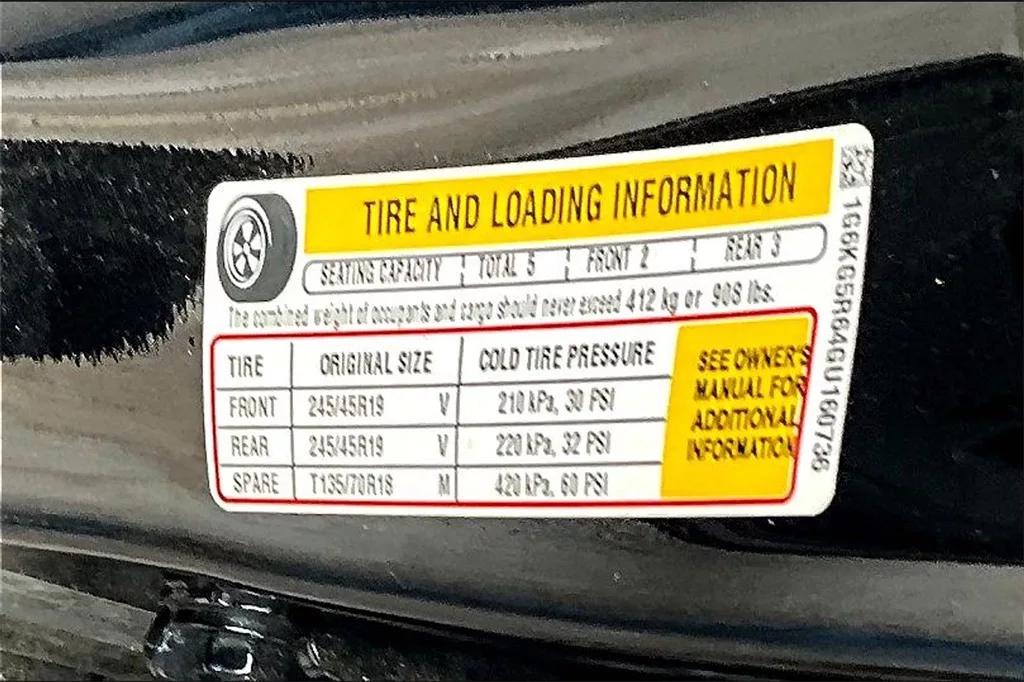 TIRE AND LOADING INFORMATION
SEATING CAPACITY TOTAL 5 FRONT 2 REAR 3
The combined weight of occupants and cargo should never exceed 412 kg or 908 lbs.
TIRE ORIGINAL SIZE COLD TIRE PRESSURE
FRONT 245/45R19 V 210 kPa, 30 PSI
REAR 245/45R19 V 220 kPa, 32 PSI
SPARE T135/70R18 M 420 kPa, 60 PSI
SEE OWNER'S
MANUAL FOR
ADDITIONAL
INFORMATION
1G6KG5R64GU160736